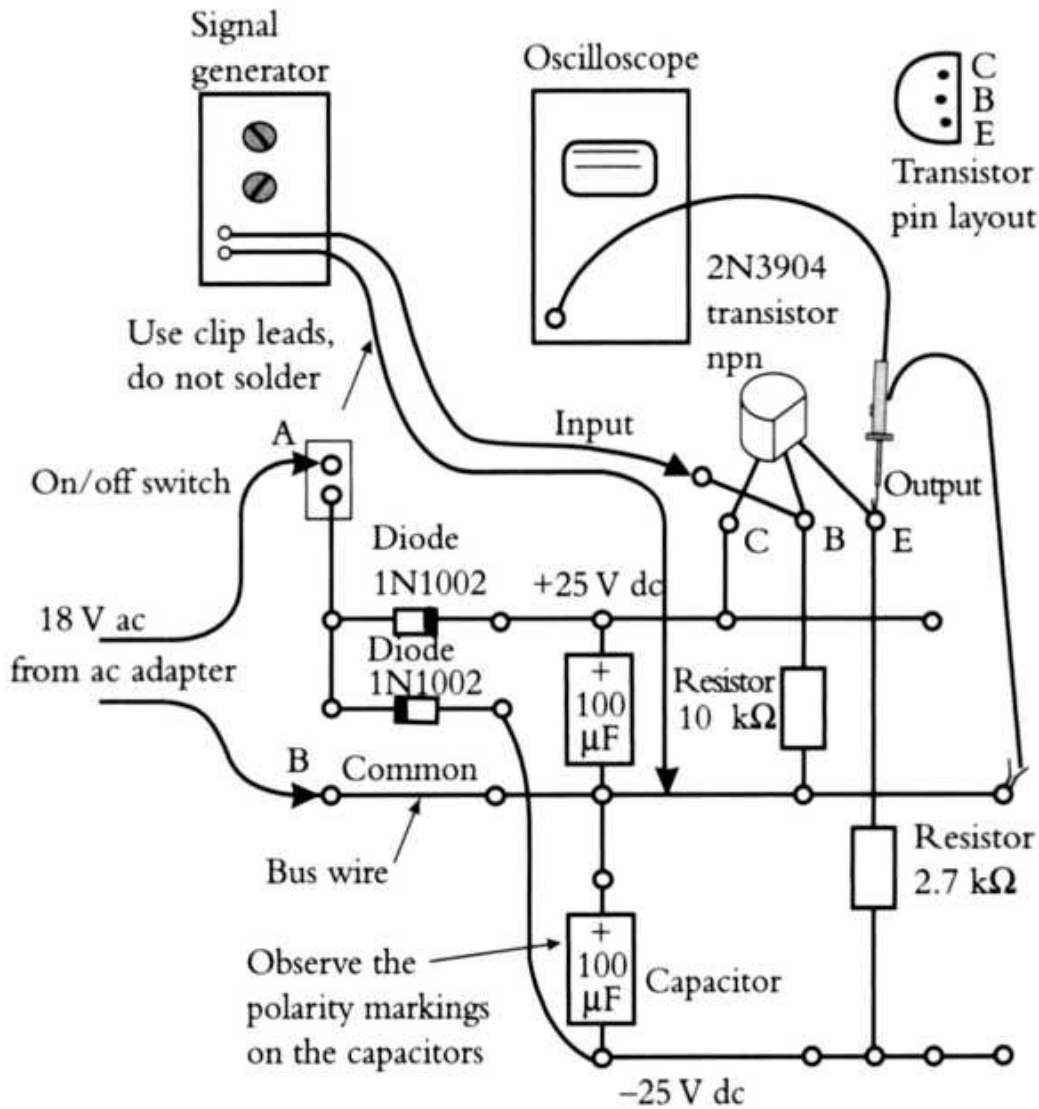 Signal
generator
Oscilloscope
C
B
E
Transistor
pin layout
2N3904
transistor
npn
Use clip leads,
do not solder
A
Input
On/off switch
Output
C
B
E
Diode
1N1002
+25 V dc
18 V ac
from ac adapter
Diode
1N1002
+
100
µF
Resistor
10 kΩ
B
Common
Bus wire
Resistor
2.7 kΩ
Observe the
polarity markings
on the capacitors
+
100
µF
Capacitor
−25 V dc